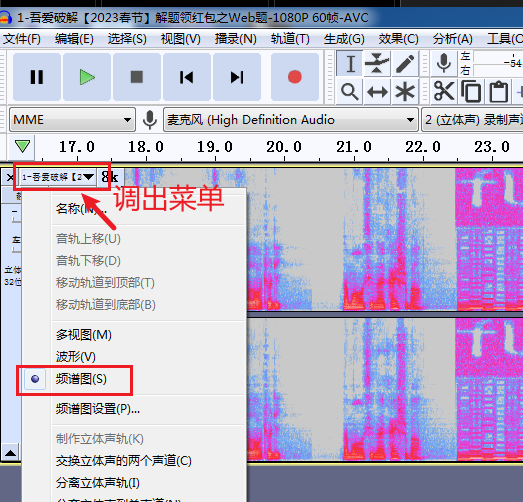 1-吾爱破解【2023春节】解题领红包之Web题-1080P 60帧-AVC
文件(F) 编辑(E) 选择(S) 视图(V) 播录(N) 轨道(T) 生成(G) 效果(C) 分析(A) 工具(O
左 右 -54
MME 麦克风 (High Definition Audio 2 (立体声) 录制声
17.0 18.0 19.0 20.0 21.0 22.0 23.0
1-吾爱破解【2 8k
调出菜单
名称(N)...
音轨上移(U)
左
音轨下移(D)
立体
移动轨道到顶部(T)
32位
移动轨道到底部(B)
多视图(M)
波形(V)
频谱图(S)
频谱图设置(P)...
制作立体声轨(K)
交换立体声的两个声道(C)
分离立体声轨(I)